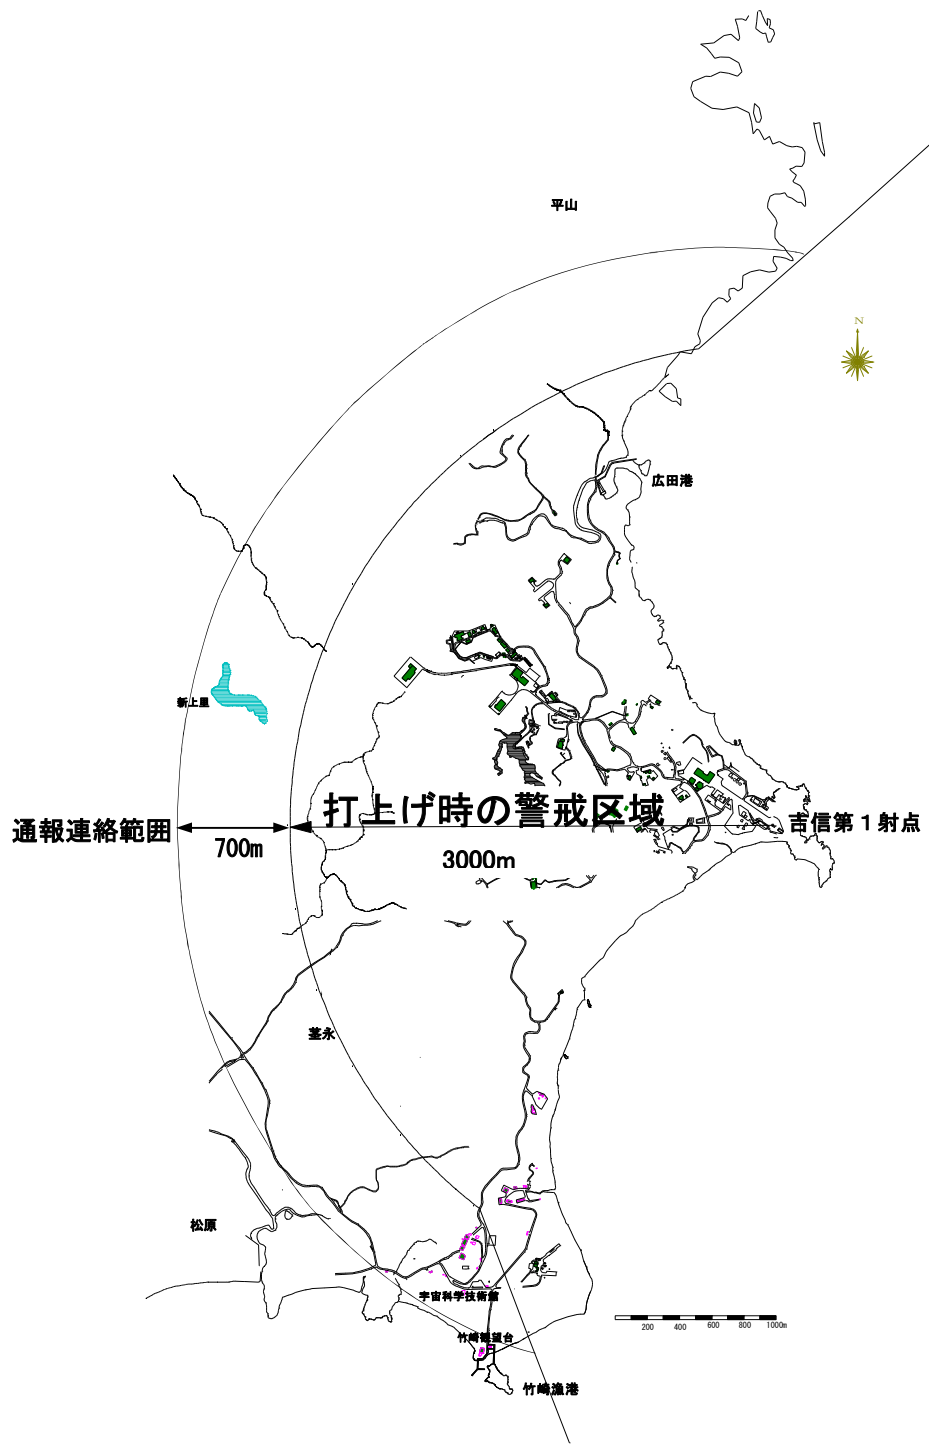 平山
N
広田港
新上里
打上げ時の警戒区域
通報連絡範囲
吉信第1射点
700m
3000m
茎永
松原
宇宙科学技術館
竹崎観望台
200 400 600 800 1000m
竹崎漁港